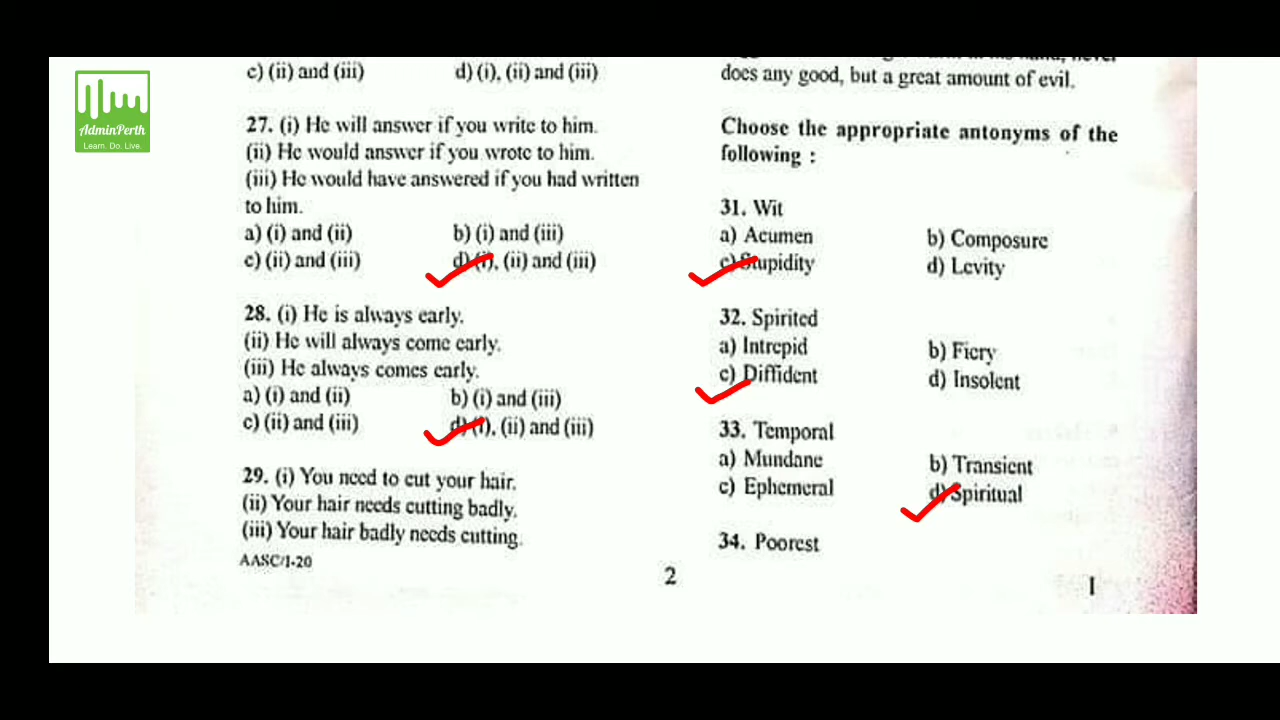 AdminPerth
Learn. Do. Live.
c) (ii) and (iii) d) (i), (ii) and (iii)
27. (i) He will answer if you write to him.
(ii) He would answer if you wrote to him.
(iii) He would have answered if you had written
to him.
a) (i) and (ii) b) (i) and (iii)
c) (ii) and (iii) d) (i), (ii) and (iii)
28. (i) He is always early.
(ii) He will always come early.
(iii) He always comes early.
a) (i) and (ii) b) (i) and (iii)
c) (ii) and (iii) d) (i), (ii) and (iii)
29. (i) You need to cut your hair.
(ii) Your hair needs cutting badly.
(iii) Your hair badly needs cutting.
AASC/1-20
2
does any good, but a great amount of evil.
Choose the appropriate antonyms of the
following :
31. Wit
a) Acumen b) Composure
c) Stupidity d) Levity
32. Spirited
a) Intrepid b) Fiery
c) Diffident d) Insolent
33. Temporal
a) Mundane b) Transient
c) Ephemeral d) Spiritual
34. Poorest
I